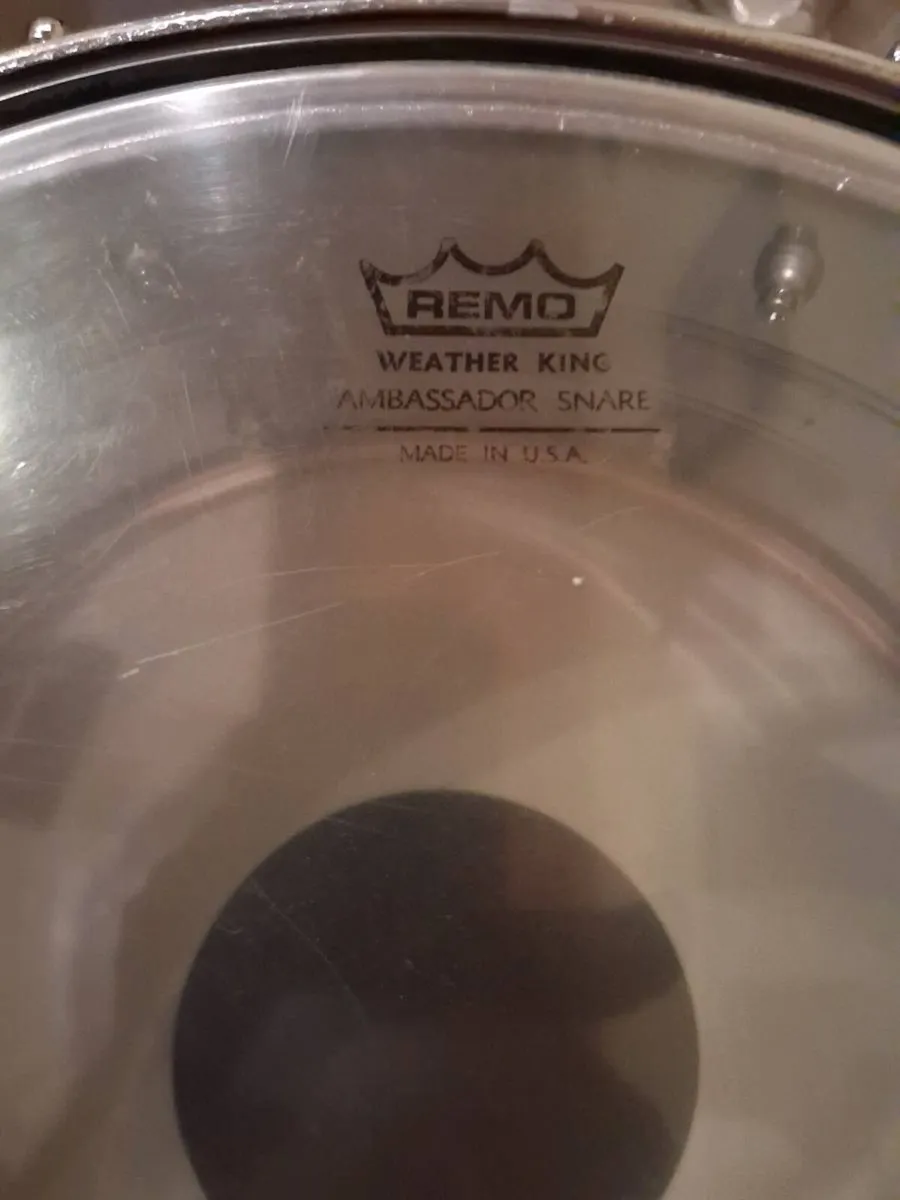 REMO
WEATHER KING
AMBASSADOR SNARE
MADE IN U.S.A.